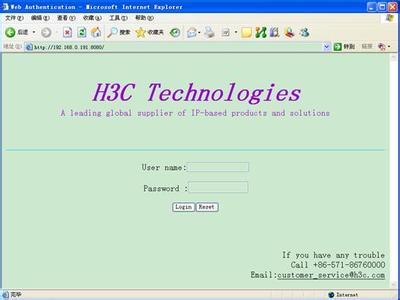 Web Authentication - Microsoft Internet Explorer
文件(F) 编辑(E) 查看(V) 收藏(A) 工具(T) 帮助(H)
后退 搜索 收藏夹
地址(D) http://192.168.0.191:8080/ 转到 链接
H3C Technologies
A leading global supplier of IP-based products and solutions
User name:
Password :
Login Reset
If you have any trouble
Call +86-571-86760000
Email:customer_service@h3c.com
完毕 Internet